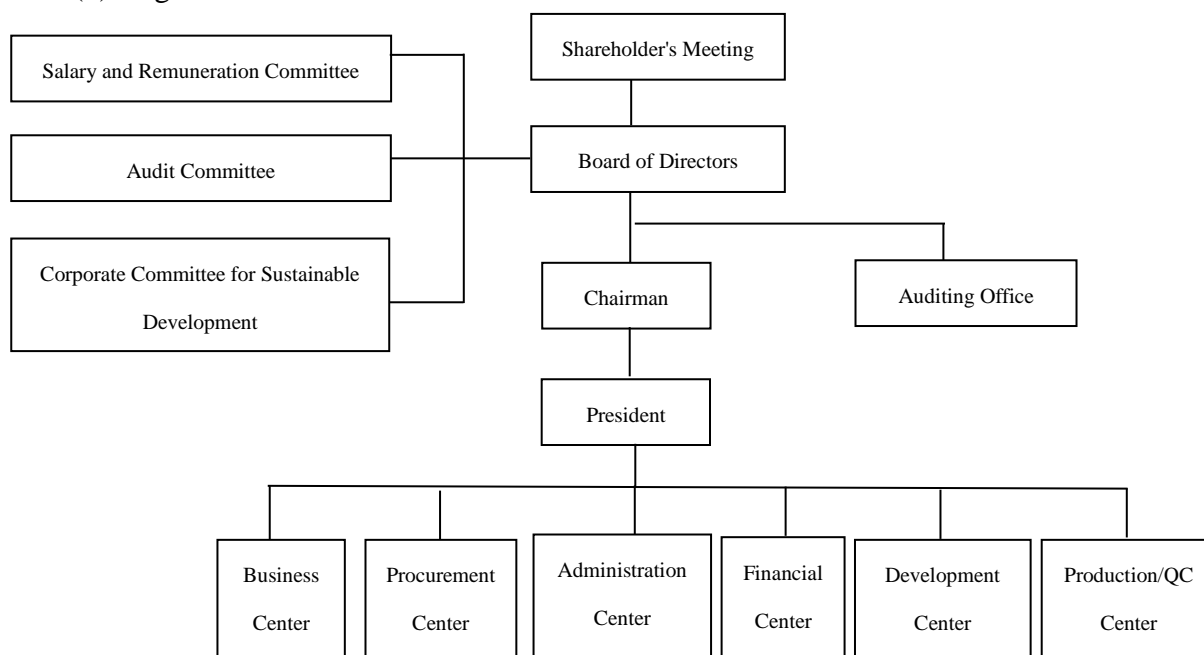 Shareholder's Meeting
Salary and Remuneration Committee
Board of Directors
Audit Committee
Corporate Committee for Sustainable
Development
Chairman
Auditing Office
President
Business
Center
Procurement
Center
Administration
Center
Financial
Center
Development
Center
Production/QC
Center